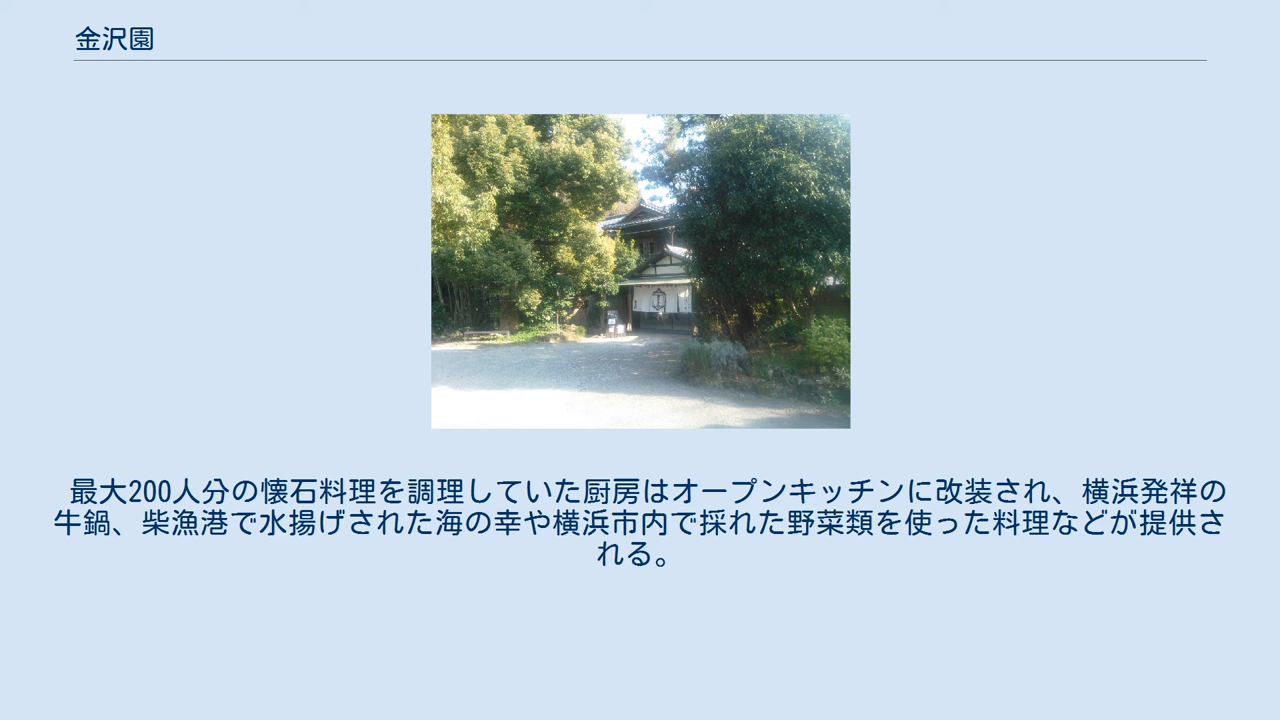 金沢園
最大200人分の懐石料理を調理していた厨房はオープンキッチンに改装され、横浜発祥の
牛鍋、柴漁港で水揚げされた海の幸や横浜市内で採れた野菜類を使った料理などが提供さ
れる。